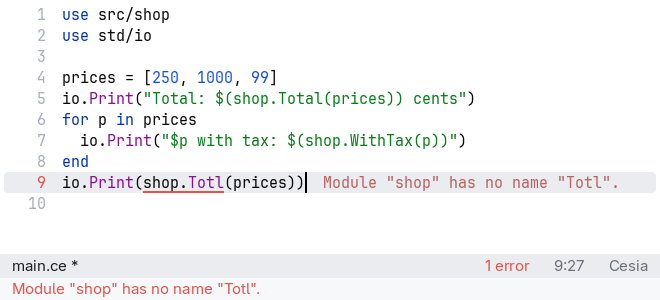 1 use src/shop
2 use std/io
3
4 prices = [250, 1000, 99]
5 io.Print("Total: $(shop.Total(prices)) cents")
6 for p in prices
7   io.Print("$p with tax: $(shop.WithTax(p))")
8 end
9 io.Print(shop.Totl(prices)) Module "shop" has no name "Totl".
10
main.ce * 1 error 9:27 Cesia
Module "shop" has no name "Totl".